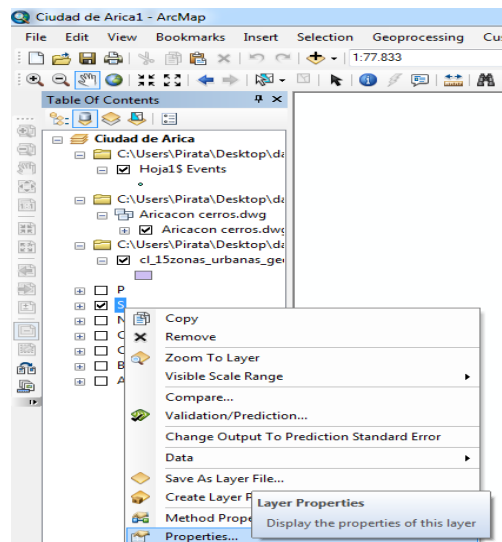 Ciudad de Arica1 - ArcMap
File Edit View Bookmarks Insert Selection Geoprocessing Cus
1:77.833
Table Of Contents
Ciudad de Arica
C:\Users\Pirata\Desktop\da
Hoja1$ Events
C:\Users\Pirata\Desktop\da
Aricacon cerros.dwg
Aricacon cerros.dwg
C:\Users\Pirata\Desktop\da
cl_15zonas_urbanas_geo
P
S
N
C
C
B
A
Copy
Remove
Zoom To Layer
Visible Scale Range
Compare...
Validation/Prediction...
Change Output To Prediction Standard Error
Data
Save As Layer File...
Create Layer P
Layer Properties
Display the properties of this layer
Method Prope
Properties...